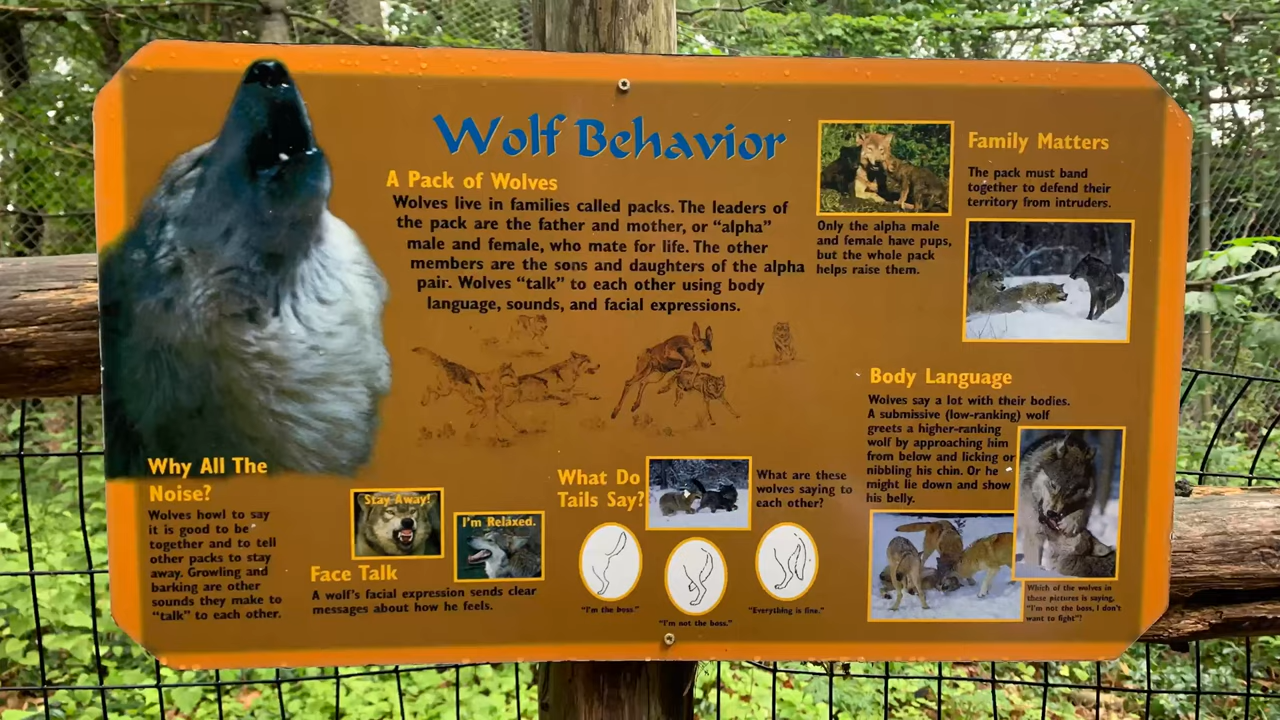 Wolf Behavior
A Pack of Wolves
Wolves live in families called packs. The leaders of
the pack are the father and mother, or “alpha”
male and female, who mate for life. The other
members are the sons and daughters of the alpha
pair. Wolves “talk” to each other using body
language, sounds, and facial expressions.
Only the alpha male
and female have pups,
but the whole pack
helps raise them.
Family Matters
The pack must band
together to defend their
territory from intruders.
Why All The
Noise?
Wolves howl to say
it is good to be
together and to tell
other packs to stay
away. Growling and
barking are other
sounds they make to
“talk” to each other.
Stay Away!
I'm Relaxed.
Face Talk
A wolf's facial expression sends clear
messages about how he feels.
What Do
Tails Say?
What are these
wolves saying to
each other?
"I'm the boss."
"I'm not the boss."
"Everything is fine."
Body Language
Wolves say a lot with their bodies.
A submissive (low-ranking) wolf
greets a higher-ranking
wolf by approaching him
from below and licking or
nibbling his chin. Or he
might lie down and show
his belly.
Which of the wolves in
these pictures is saying,
"I'm not the boss, I don't
want to fight"?